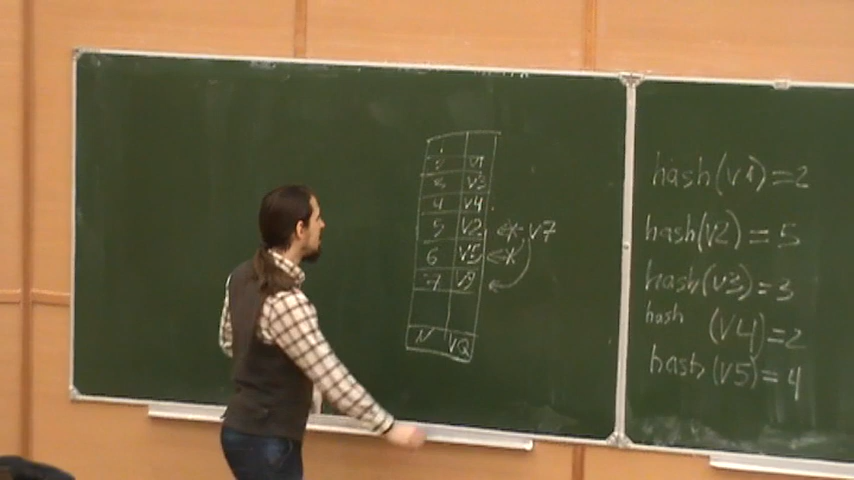 1
2 V1
3 V3
4 V4
5 V2 V7
6 V5
7
N VQ
hash(V1)=2
hash(V2)=5
hash(V3)=3
hash (V4)=2
hash(V5)=4